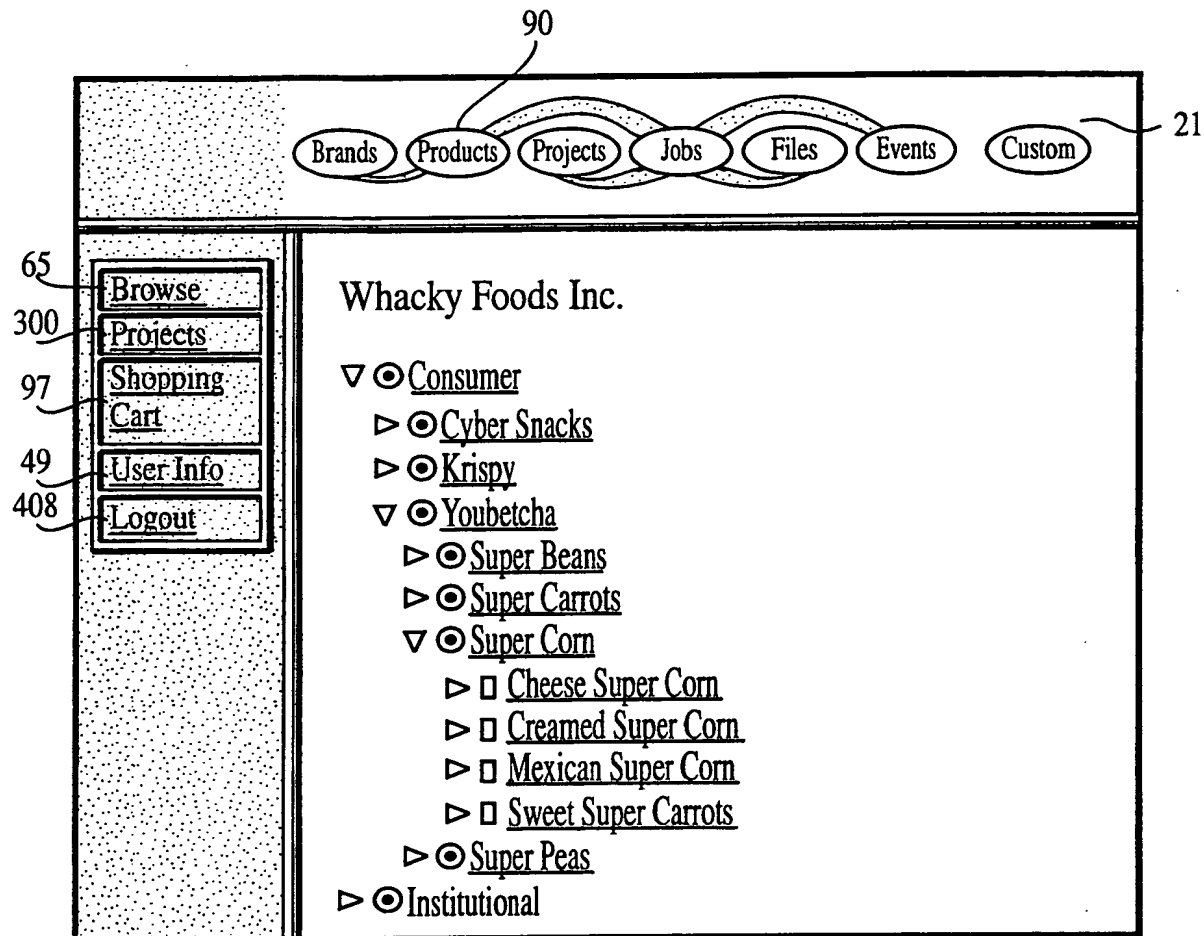 90
Brands Products Projects Jobs Files Events Custom
21
65 Browse
300 Projects
97 Shopping
Cart
49 User Info
408 Logout
Whacky Foods Inc.
Consumer
Cyber Snacks
Krispy
Youbetcha
Super Beans
Super Carrots
Super Corn
Cheese Super Corn
Creamed Super Corn
Mexican Super Corn
Sweet Super Carrots
Super Peas
Institutional